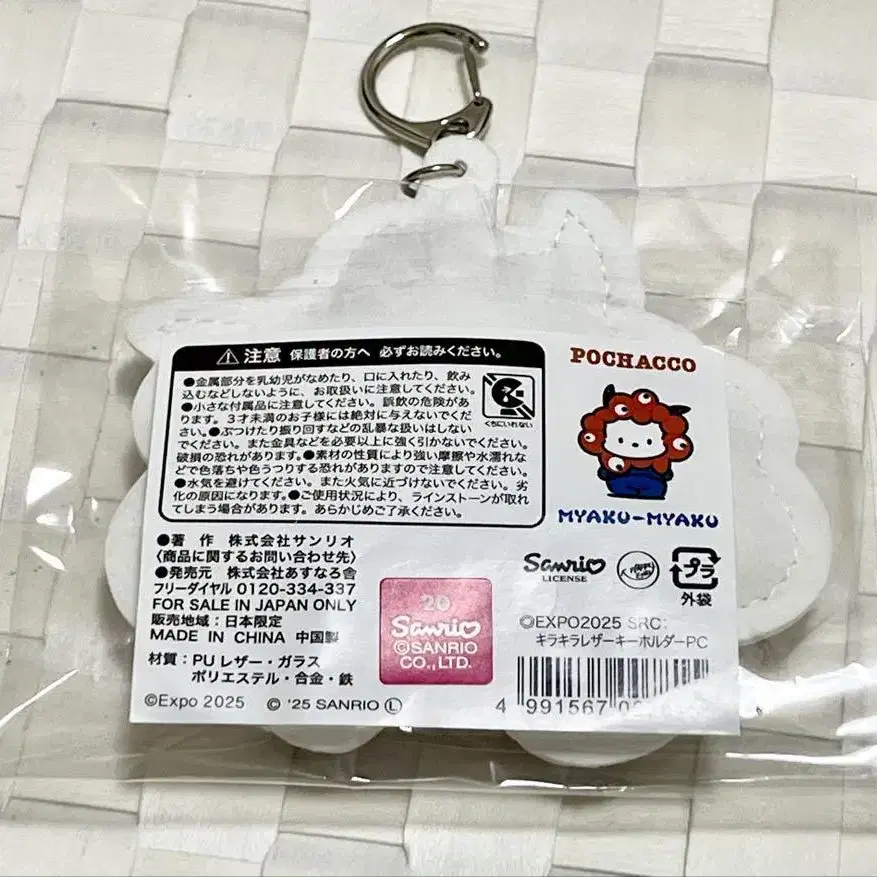 ⚠注意 保護者の方へ 必ずお読みください。
●金属部分を乳幼児がなめたり、口に入れたり、飲み
込むなどしないように、お取扱いに注意してください。
●小さな付属品に注意してください。誤飲の危険があ
ります。3才未満のお子様には絶対に与えないでくだ
さい。●ぶつけたり振り回すなどの乱暴な扱いはしない
でください。また金具などを必要以上に強く引かないでください。
破損の恐れがあります。●素材の性質により強い摩擦や水濡れな
どで色落ちや色うつりする恐れがありますので注意してください。
●水気を避けてください。また火気に近づけないでください。劣
化の原因になります。●ご使用状況により、ラインストーンが取れ
てしまう場合があります。あらかじめご了承ください。
くちにいれない
POCHACCO
MYAKU-MYAKU
●著 作 株式会社サンリオ
〈商品に関するお問い合わせ先〉
●発売元 株式会社あすなろ舎
フリーダイヤル 0120-334-337
FOR SALE IN JAPAN ONLY
販売地域:日本限定
MADE IN CHINA 中国製
材質:PUレザー・ガラス
ポリエステル・合金・鉄
©Expo 2025 © '25 SANRIO Ⓛ
20
Sanrio
©SANRIO
CO.,LTD.
Sanrio
LICENSE
プラ
外袋
©EXPO2025 SRC:
キラキラレザーキーホルダーPC
4 991567